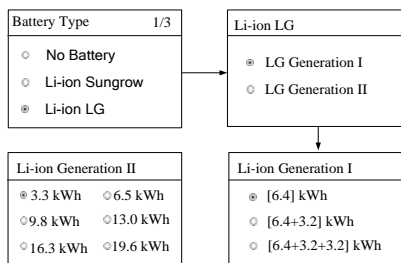 Battery Type 1/3
No Battery
Li-ion Sungrow
Li-ion LG
Li-ion LG
LG Generation I
LG Generation II
Li-ion Generation II
3.3 kWh 6.5 kWh
9.8 kWh 13.0 kWh
16.3 kWh 19.6 kWh
Li-ion Generation I
[6.4] kWh
[6.4+3.2] kWh
[6.4+3.2+3.2] kWh